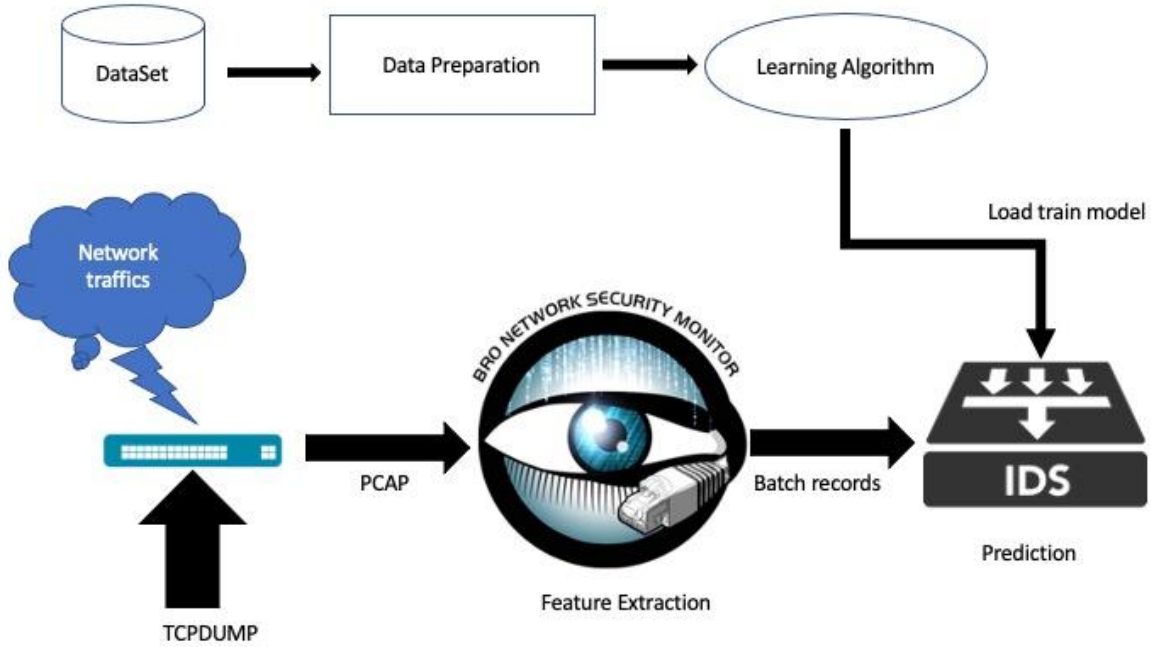 DataSet
Data Preparation
Learning Algorithm
Load train model
Network
traffics
BRO NETWORK SECURITY MONITOR
PCAP
Batch records
IDS
Prediction
Feature Extraction
TCPDUMP